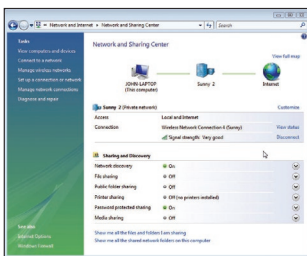 Network and Internet ▸ Network and Sharing Center
Search
Tasks
View computers and devices
Connect to a network
Manage wireless networks
Set up a connection or network
Manage network connections
Diagnose and repair
See also
Internet Options
Windows Firewall
Network and Sharing Center
View full map
JOHN-LAPTOP
(This computer)
Sunny 2
Internet
Sunny 2 (Private network)
Customize
Access Local and Internet
Connection Wireless Network Connection 4 (Sunny) View status
Signal strength: Very good Disconnect
Sharing and Discovery
Network discovery On
File sharing Off
Public folder sharing Off
Printer sharing Off (no printers installed)
Password protected sharing On
Media sharing Off
Show me all the files and folders I am sharing
Show me all the shared network folders on this computer